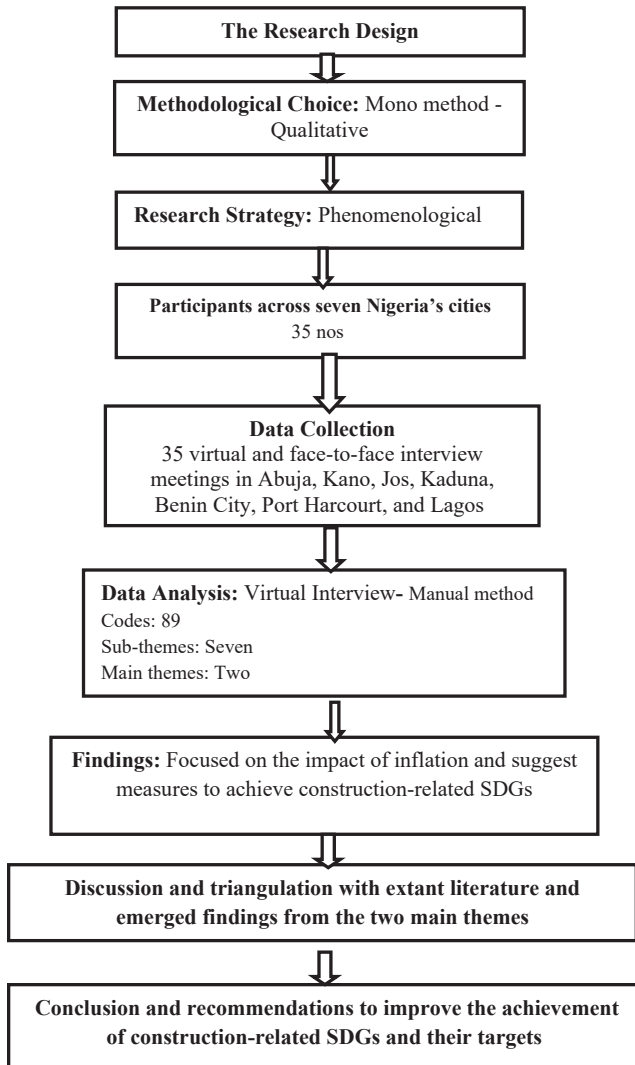 The Research Design
Methodological Choice: Mono method -
Qualitative
Research Strategy: Phenomenological
Participants across seven Nigeria's cities
35 nos
Data Collection
35 virtual and face-to-face interview
meetings in Abuja, Kano, Jos, Kaduna,
Benin City, Port Harcourt, and Lagos
Data Analysis: Virtual Interview- Manual method
Codes: 89
Sub-themes: Seven
Main themes: Two
Findings: Focused on the impact of inflation and suggest
measures to achieve construction-related SDGs
Discussion and triangulation with extant literature and
emerged findings from the two main themes
Conclusion and recommendations to improve the achievement
of construction-related SDGs and their targets